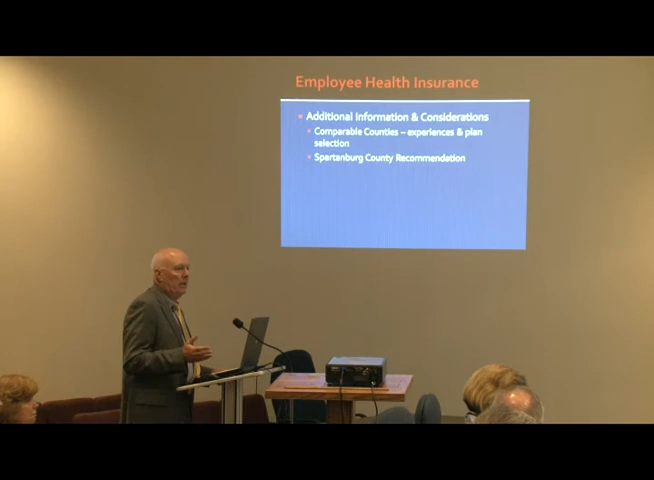 Employee Health Insurance
Additional Information & Considerations
Comparable Counties – experiences & plan
selection
Spartanburg County Recommendation